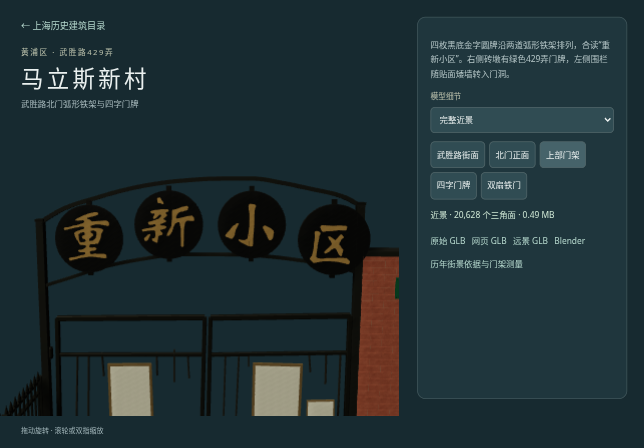 ← 上海历史建筑目录
黄浦区 · 武胜路429弄
马立斯新村
武胜路北门弧形铁架与四字门牌
重新小区
拖动旋转 · 滚轮或双指缩放
四枚黑底金字圆牌沿两道弧形铁架排列，合读“重
新小区”。右侧砖墩有绿色429弄门牌，左侧围栏
随贴面矮墙转入门洞。
模型细节
完整近景
武胜路街面 北门正面 上部门架
四字门牌 双扇铁门
近景 · 20,628 个三角面 · 0.49 MB
原始 GLB 网页 GLB 远景 GLB Blender
历年街景依据与门架测量